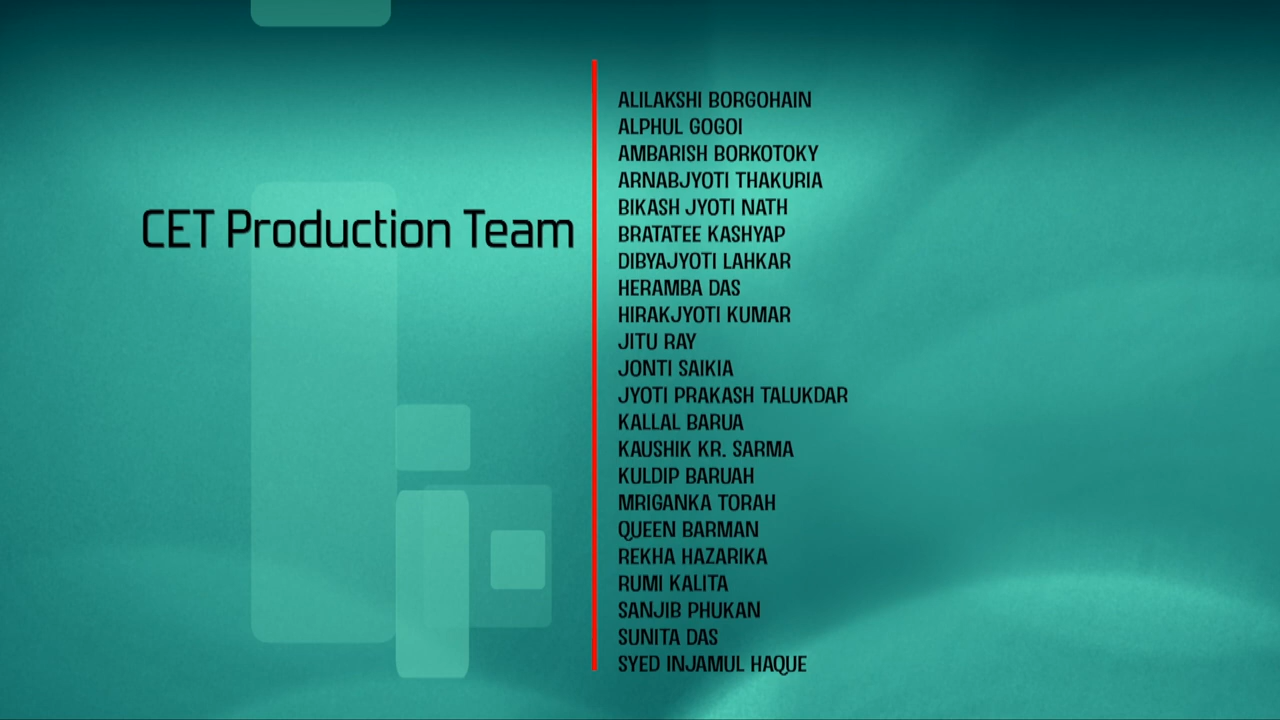 CET Production Team
ALILAKSHI BORGOHAIN
ALPHUL GOGOI
AMBARISH BORKOTOKY
ARNABJYOTI THAKURIA
BIKASH JYOTI NATH
BRATATEE KASHYAP
DIBYAJYOTI LAHKAR
HERAMBA DAS
HIRAKJYOTI KUMAR
JITU RAY
JONTI SAIKIA
JYOTI PRAKASH TALUKDAR
KALLAL BARUA
KAUSHIK KR. SARMA
KULDIP BARUAH
MRIGANKA TORAH
QUEEN BARMAN
REKHA HAZARIKA
RUMI KALITA
SANJIB PHUKAN
SUNITA DAS
SYED INJAMUL HAQUE